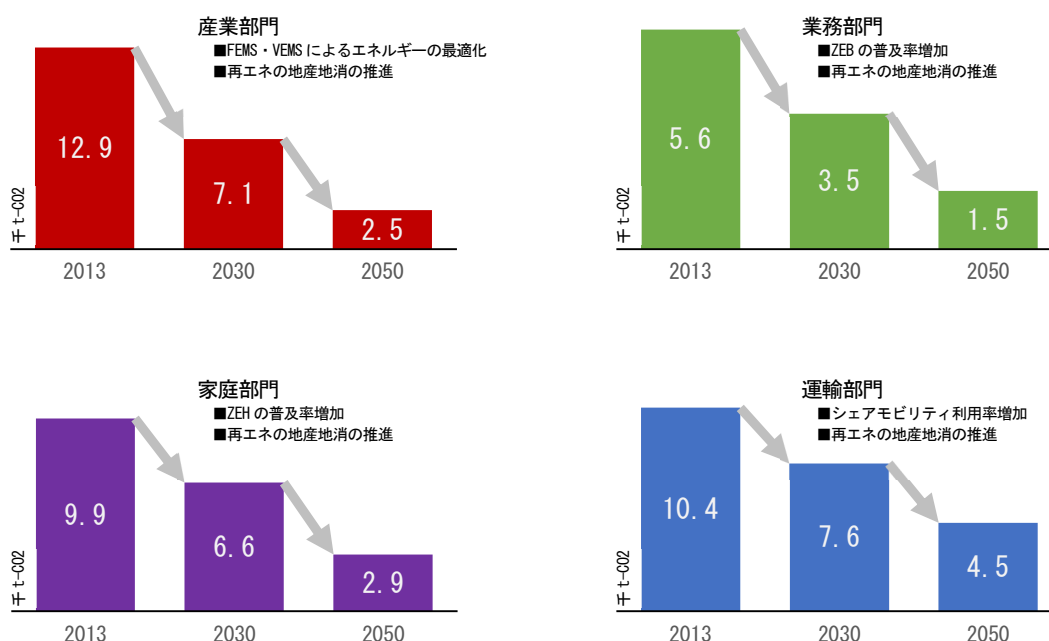 産業部門
■FEMS・VEMSによるエネルギーの最適化
■再エネの地産地消の推進
12.9
7.1
2.5
千t-CO2
2013
2030
2050
業務部門
■ZEBの普及率増加
■再エネの地産地消の推進
5.6
3.5
1.5
千t-CO2
2013
2030
2050
家庭部門
■ZEHの普及率増加
■再エネの地産地消の推進
9.9
6.6
2.9
千t-CO2
2013
2030
2050
運輸部門
■シェアモビリティ利用率増加
■再エネの地産地消の推進
10.4
7.6
4.5
千t-CO2
2013
2030
2050